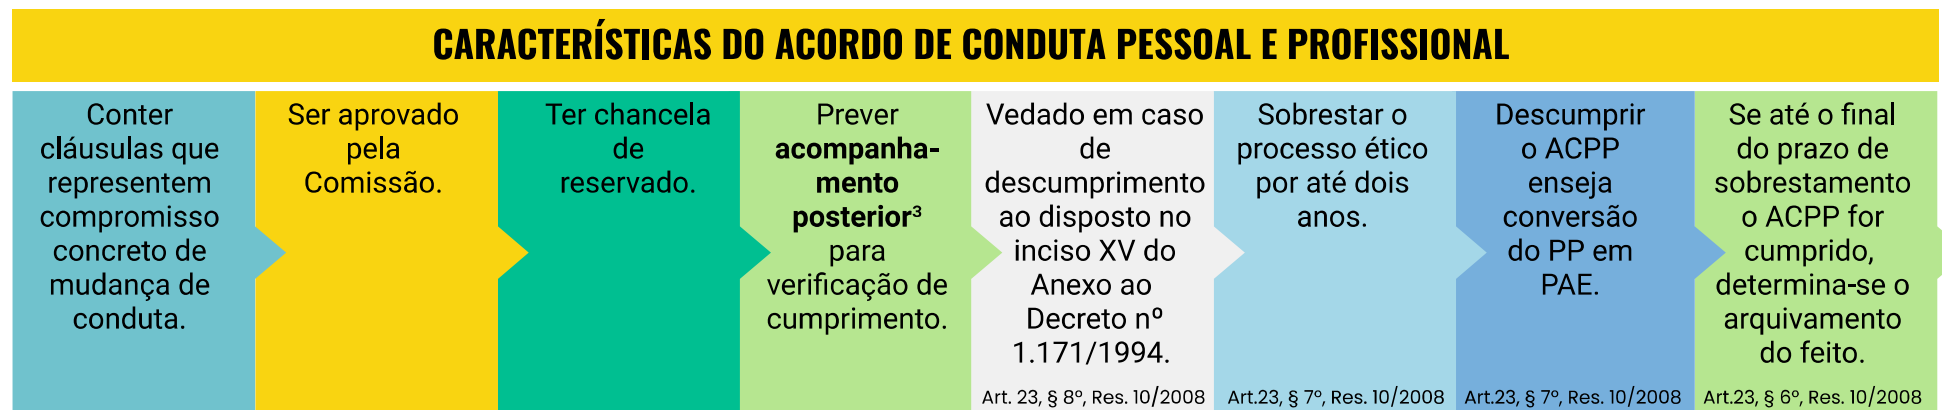 CARACTERÍSTICAS DO ACORDO DE CONDUTA PESSOAL E PROFISSIONAL
Conter
cláusulas que
representem
compromisso
concreto de
mudança de
conduta.
Ser aprovado
pela
Comissão.
Ter chancela
de
reservado.
Prever
acompanha-
mento
posterior³
para
verificação de
cumprimento.
Vedado em caso
de
descumprimento
ao disposto no
inciso XV do
Anexo ao
Decreto nº
1.171/1994.
Art. 23, § 8º, Res. 10/2008
Sobrestar o
processo ético
por até dois
anos.
Art.23, § 7º, Res. 10/2008
Descumprir
o ACPP
enseja
conversão
do PP em
PAE.
Art.23, § 7º, Res. 10/2008
Se até o final
do prazo de
sobrestamento
o ACPP for
cumprido,
determina-se o
arquivamento
do feito.
Art.23, § 6º, Res. 10/2008